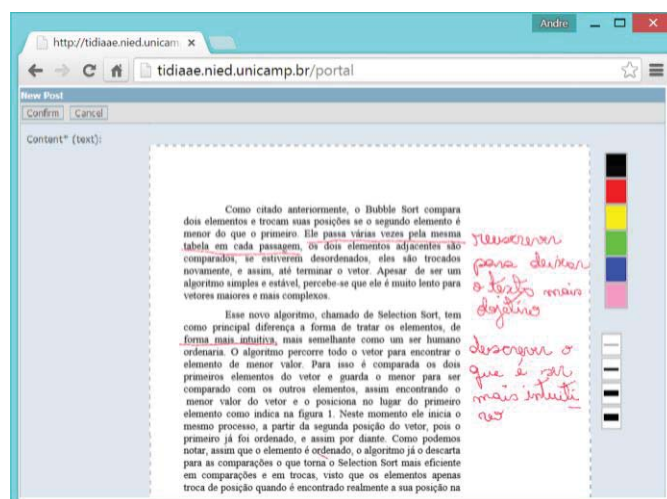 Andre
http://tidiaae.nied.unicam
tidiaae.nied.unicamp.br/portal
New Post
Confirm Cancel
Content* (text):
Como citado anteriormente, o Bubble Sort compara
dois elementos e trocam suas posições se o segundo elemento é
menor do que o primeiro. Ele passa várias vezes pela mesma
tabela em cada passagem, os dois elementos adjacentes são
comparados, se estiverem desordenados, eles são trocados
novamente, e assim, até terminar o vetor. Apesar de ser um
algoritmo simples e estável, percebe-se que ele é muito lento para
vetores maiores e mais complexos.
reescrever
para deixar
o texto mais
objetivo
Esse novo algoritmo, chamado de Selection Sort, tem
como principal diferença a forma de tratar os elementos, de
forma mais intuitiva, mais semelhante como um ser humano
ordenaria. O algoritmo percorre todo o vetor para encontrar o
elemento de menor valor. Para isso é comparada os dois
primeiros elementos do vetor e guarda o menor para ser
comparado com os outros elementos, assim encontrando o
menor valor do vetor e o posiciona no lugar do primeiro
elemento como indica na figura 1. Neste momento ele inicia o
mesmo processo, a partir da segunda posição do vetor, pois o
primeiro já foi ordenado, e assim por diante. Como podemos
notar, assim que o elemento é ordenado, o algoritmo já o descarta
para as comparações o que torna o Selection Sort mais eficiente
em comparações e em trocas, visto que os elementos apenas
troca de posição quando é encontrado realmente a sua posição na
descrever o
que é ser
mais intuiti
vo